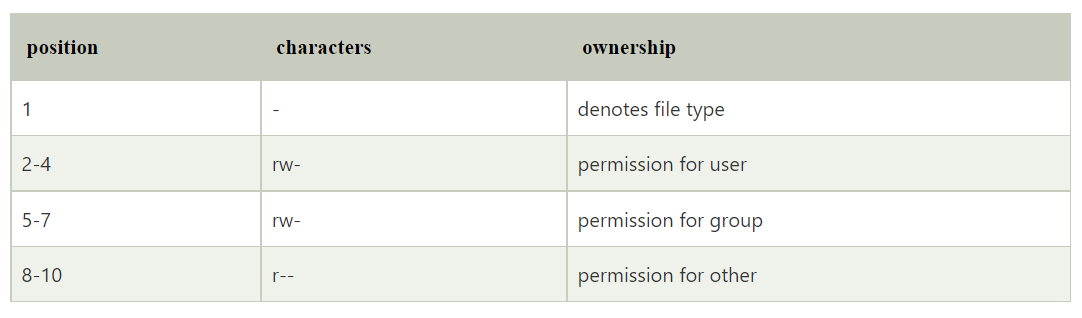 position characters ownership
1 - denotes file type
2-4 rw- permission for user
5-7 rw- permission for group
8-10 r-- permission for other